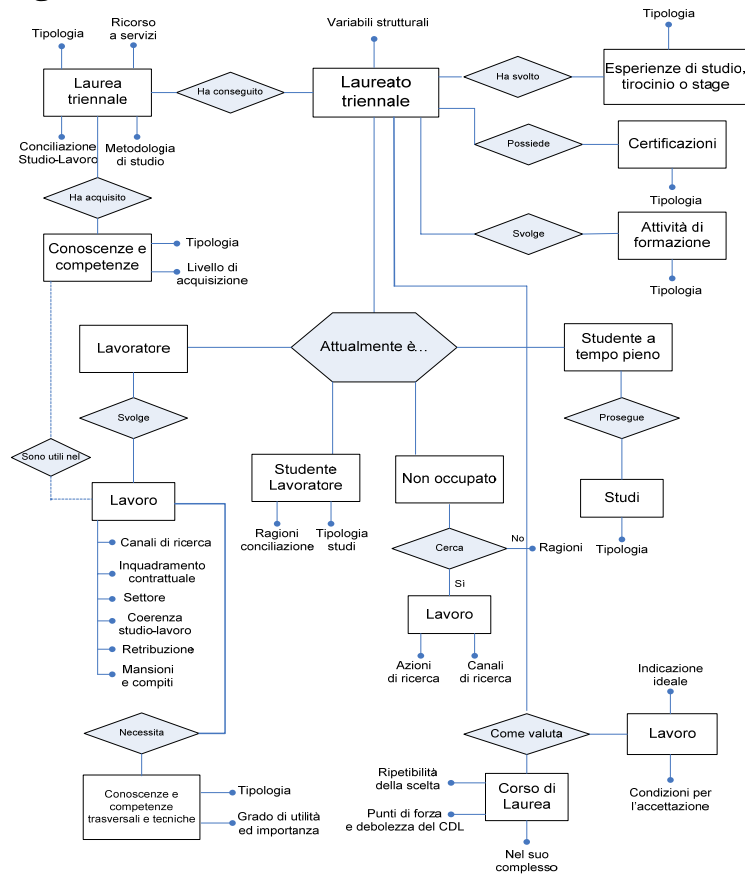 Tipologia
Ricorso
a servizi
Variabili strutturali
Tipologia
Laurea
triennale
Ha conseguito
Laureato
triennale
Ha svolto
Esperienze di studio,
tirocinio o stage
Conciliazione
Studio-Lavoro
Metodologia
di studio
Possiede
Certificazioni
Tipologia
Ha acquisito
Svolge
Attività di
formazione
Tipologia
Conoscenze e
competenze
Tipologia
Livello di
acquisizione
Lavoratore
Attualmente è...
Studente a
tempo pieno
Svolge
Prosegue
Sono utili nel
Studente
Lavoratore
Non occupato
Studi
Tipologia
Ragioni
conciliazione
Tipologia
studi
Lavoro
Canali di ricerca
Inquadramento
contrattuale
Settore
Coerenza
studio-lavoro
Retribuzione
Mansioni
e compiti
Cerca
No
Ragioni
Sì
Lavoro
Azioni
di ricerca
Canali
di ricerca
Indicazione
ideale
Necessita
Come valuta
Lavoro
Condizioni per
l'accettazione
Conoscenze e
competenze
trasversali e tecniche
Tipologia
Grado di utilità
ed importanza
Ripetibilità
della scelta
Punti di forza
e debolezza del CDL
Corso di
Laurea
Nel suo
complesso